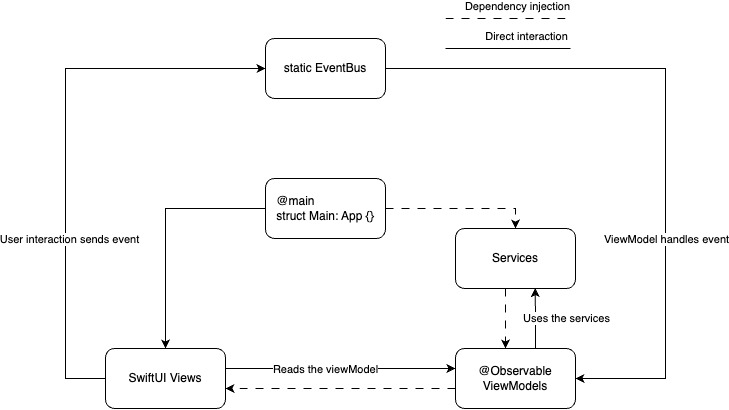 Dependency injection
Direct interaction
static EventBus
@main
struct Main: App {}
User interaction sends event
ViewModel handles event
Services
Uses the services
SwiftUI Views
Reads the viewModel
@Observable
ViewModels